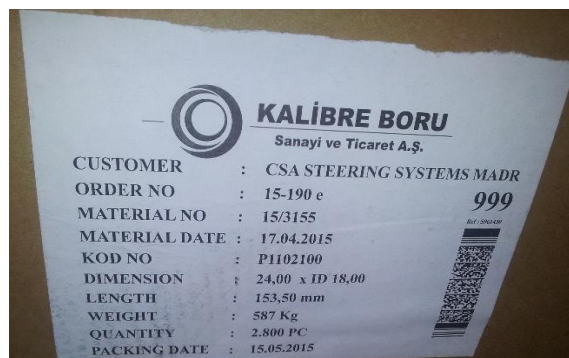 KALİBRE BORU
Sanayi ve Ticaret A.Ş.
CUSTOMER : CSA STEERING SYSTEMS MADR
ORDER NO : 15-190 e
999
MATERIAL NO : 15/3155
MATERIAL DATE : 17.04.2015
KOD NO : P1102100
DIMENSION : 24,00 x ID 18,00
LENGTH : 153,50 mm
WEIGHT : 587 Kg
QUANTITY : 2.800 PC
PACKING DATE : 15.05.2015